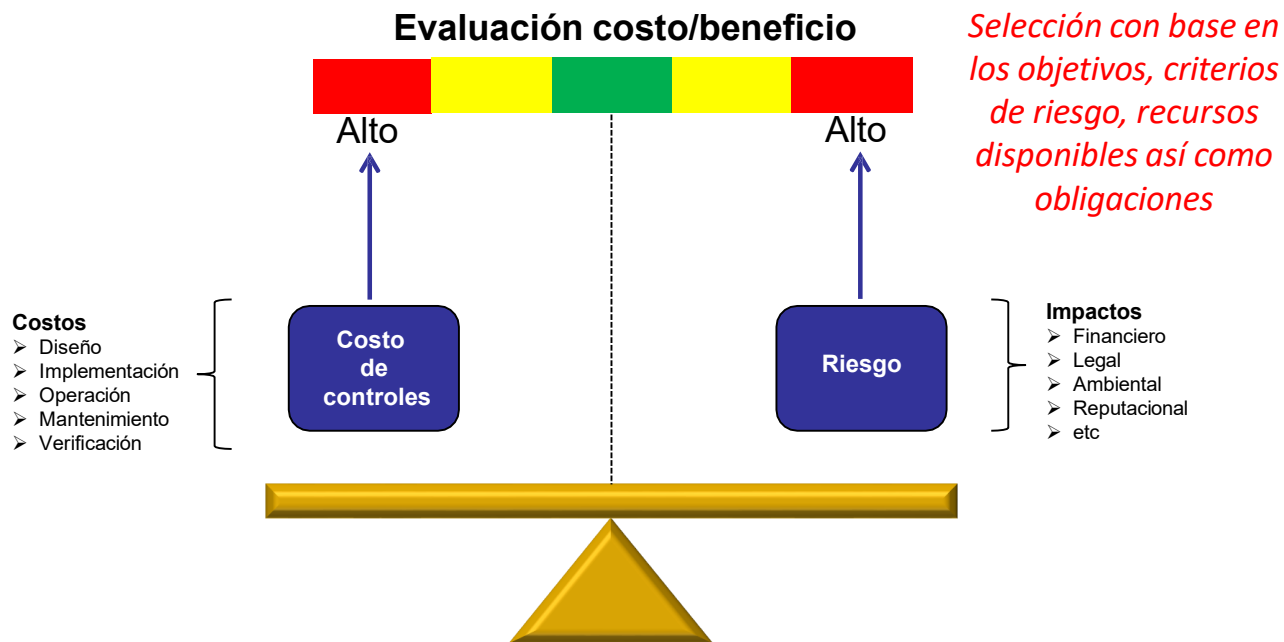 Evaluación costo/beneficio
Selección con base en
los objetivos, criterios
de riesgo, recursos
disponibles así como
obligaciones
Alto
Alto
Costos
➢ Diseño
➢ Implementación
➢ Operación
➢ Mantenimiento
➢ Verificación
Costo
de
controles
Riesgo
Impactos
➢ Financiero
➢ Legal
➢ Ambiental
➢ Reputacional
➢ etc